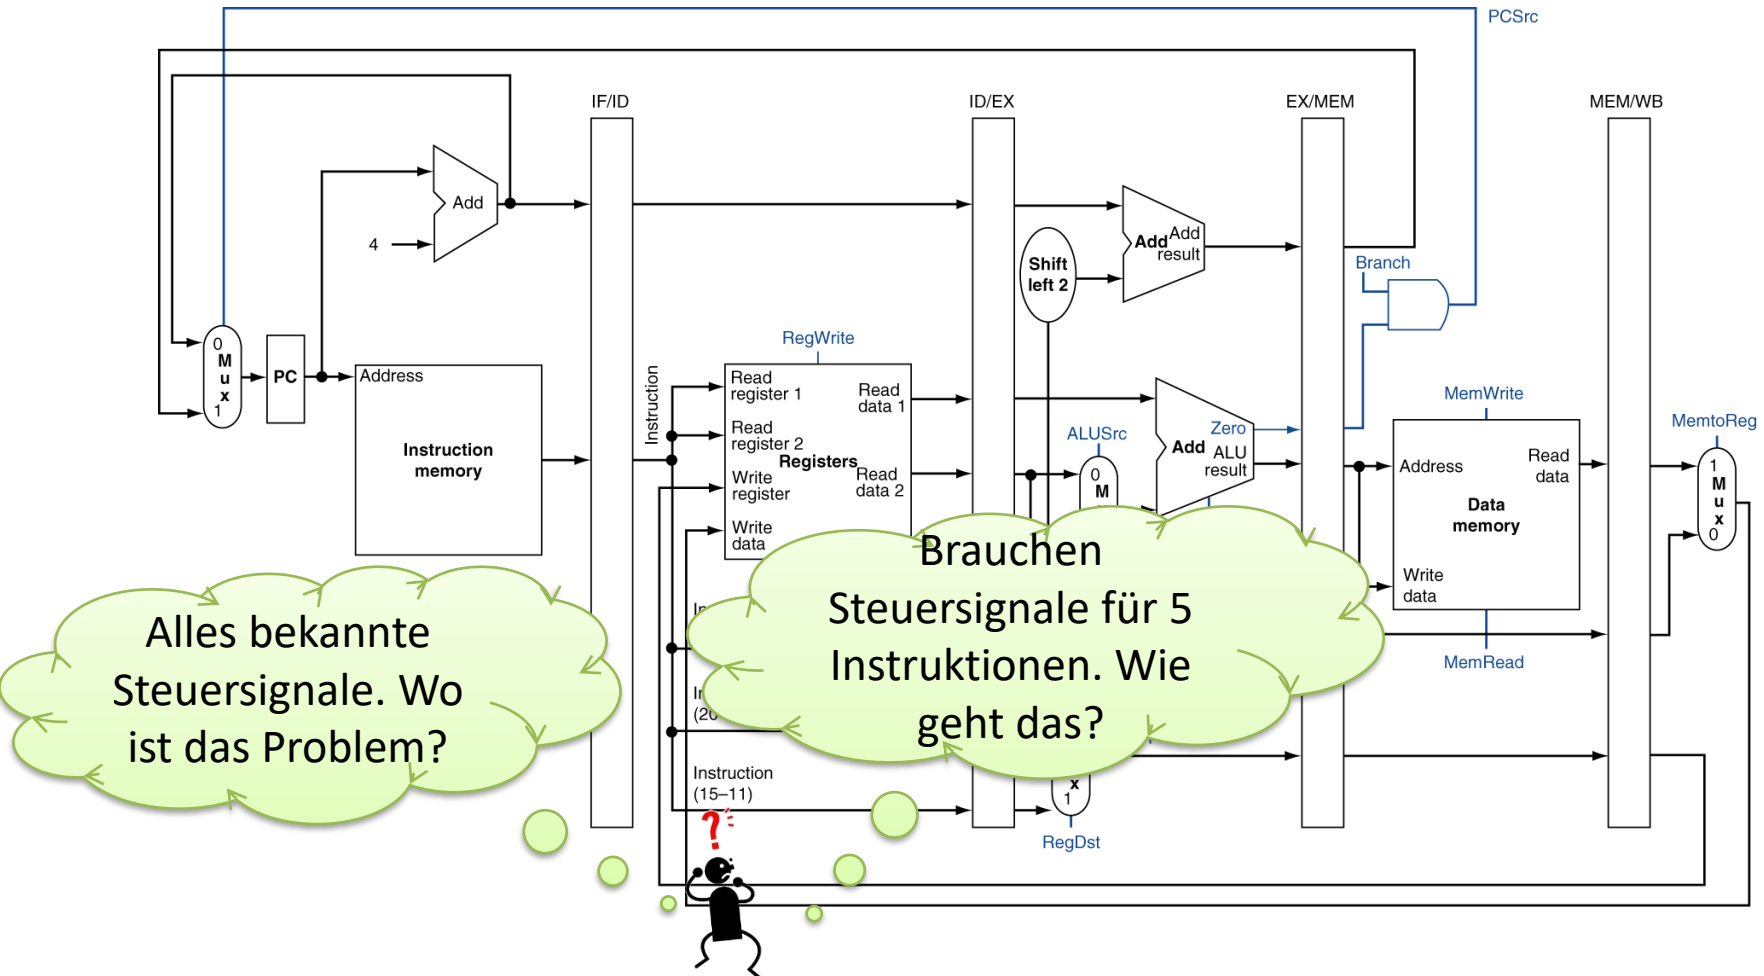 PCSrc
IF/ID
ID/EX
EX/MEM
MEM/WB
Add
4
Add
Add
result
Shift
left 2
Branch
0
M
u
x
1
PC
Address
Instruction
memory
Instruction
RegWrite
Read
register 1
Read
register 2
Write
register
Write
data
Registers
Read
data 1
Read
data 2
ALUSrc
0
M
Add
Zero
ALU
result
MemWrite
Address
Read
data
Data
memory
Write
data
MemRead
MemtoReg
1
M
u
x
0
Alles bekannte
Steuersignale. Wo
ist das Problem?
Brauchen
Steuersignale für 5
Instruktionen. Wie
geht das?
Instruction
(15–11)
x
1
RegDst
?